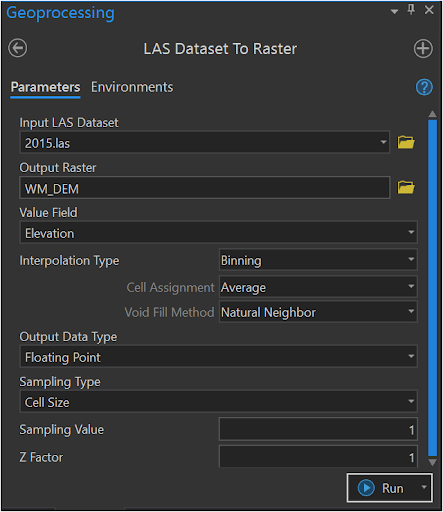 Geoprocessing
LAS Dataset To Raster
Parameters Environments
Input LAS Dataset
2015.las
Output Raster
WM_DEM
Value Field
Elevation
Interpolation Type Binning
Cell Assignment Average
Void Fill Method Natural Neighbor
Output Data Type
Floating Point
Sampling Type
Cell Size
Sampling Value 1
Z Factor 1
Run